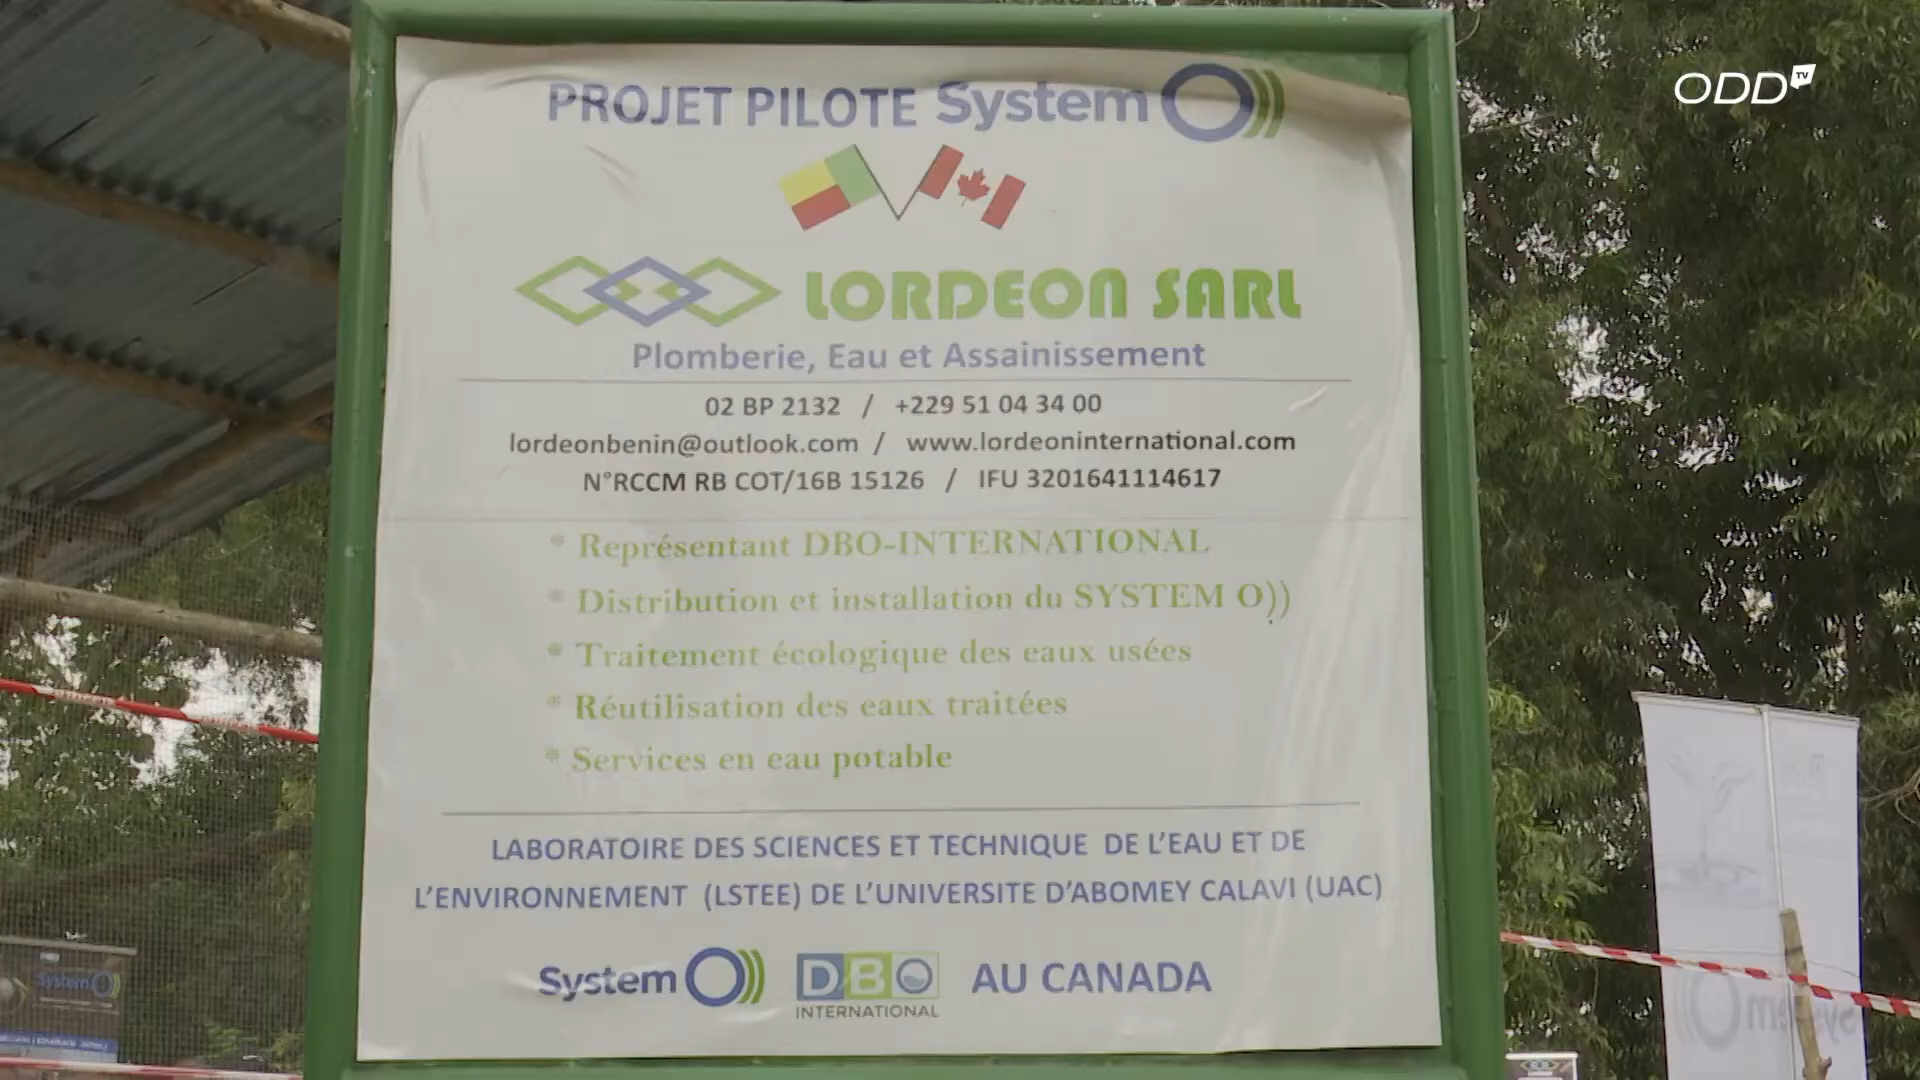 ODD TV
PROJET PILOTE System O))
LORDEON SARL
Plomberie, Eau et Assainissement
02 BP 2132 / +229 51 04 34 00
lordeonbenin@outlook.com / www.lordeoninternational.com
N°RCCM RB COT/16B 15126 / IFU 3201641114617
* Représentant DBO-INTERNATIONAL
* Distribution et installation du SYSTEM O))
* Traitement écologique des eaux usées
* Réutilisation des eaux traitées
* Services en eau potable
LABORATOIRE DES SCIENCES ET TECHNIQUE DE L'EAU ET DE
L'ENVIRONNEMENT (LSTEE) DE L'UNIVERSITE D'ABOMEY CALAVI (UAC)
System O)) DBO INTERNATIONAL AU CANADA
System O))
System O))